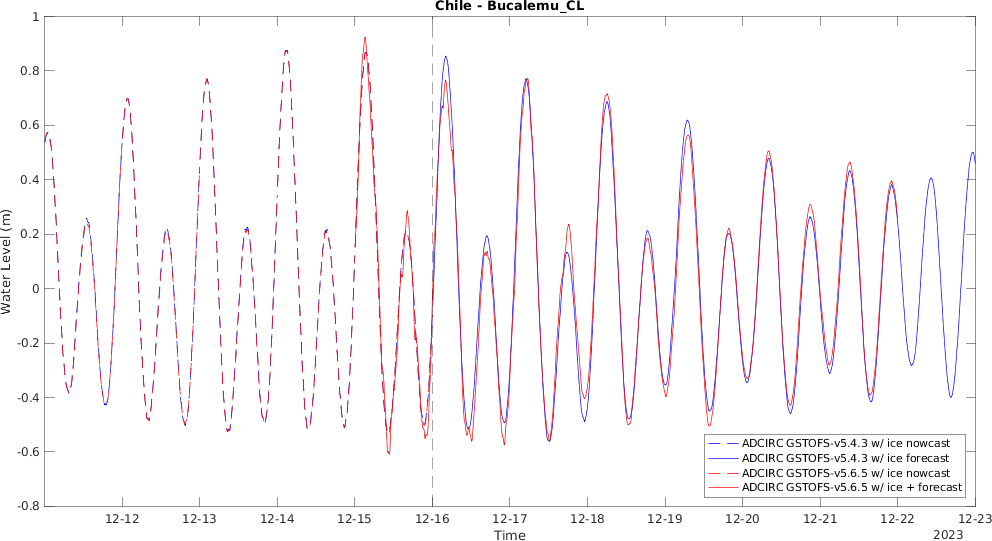 Chile - Bucalemu_CL
1
0.8
0.6
0.4
0.2
0
-0.2
-0.4
-0.6
-0.8
Water Level (m)
ADCIRC GSTOFS-v5.4.3 w/ ice nowcast
ADCIRC GSTOFS-v5.4.3 w/ ice forecast
ADCIRC GSTOFS-v5.6.5 w/ ice nowcast
ADCIRC GSTOFS-v5.6.5 w/ ice + forecast
12-12 12-13 12-14 12-15 12-16 12-17 12-18 12-19 12-20 12-21 12-22 12-23
Time
2023